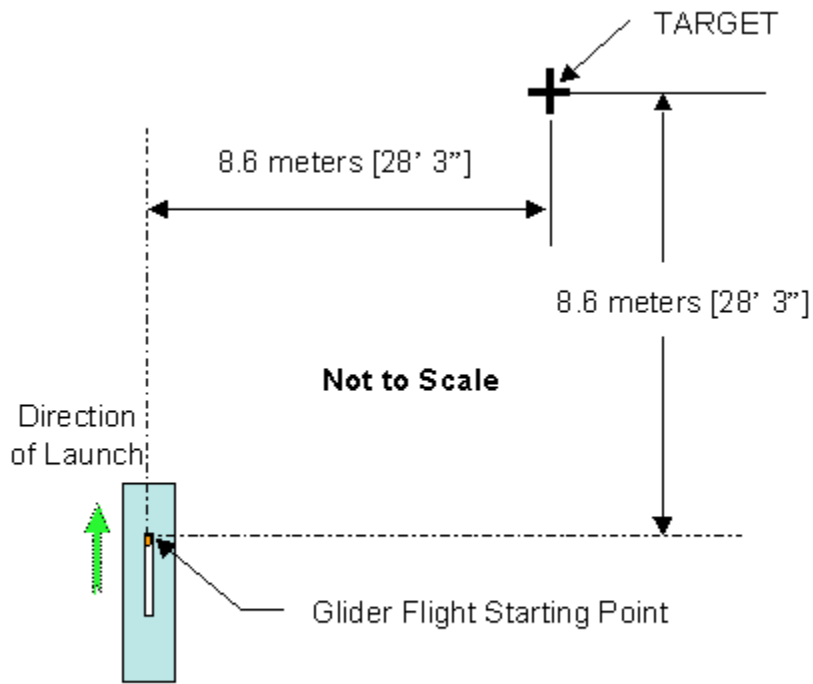 TARGET
8.6 meters [28’ 3”]
8.6 meters [28’ 3”]
Not to Scale
Direction
of Launch
Glider Flight Starting Point